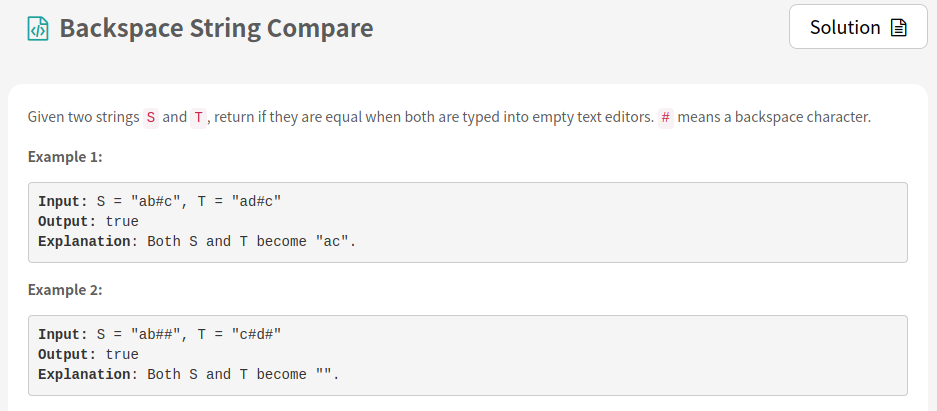 Backspace String Compare
Solution
Given two strings S and T, return if they are equal when both are typed into empty text editors. # means a backspace character.
Example 1:
Input: S = "ab#c", T = "ad#c"
Output: true
Explanation: Both S and T become "ac".
Example 2:
Input: S = "ab##", T = "c#d#"
Output: true
Explanation: Both S and T become "".